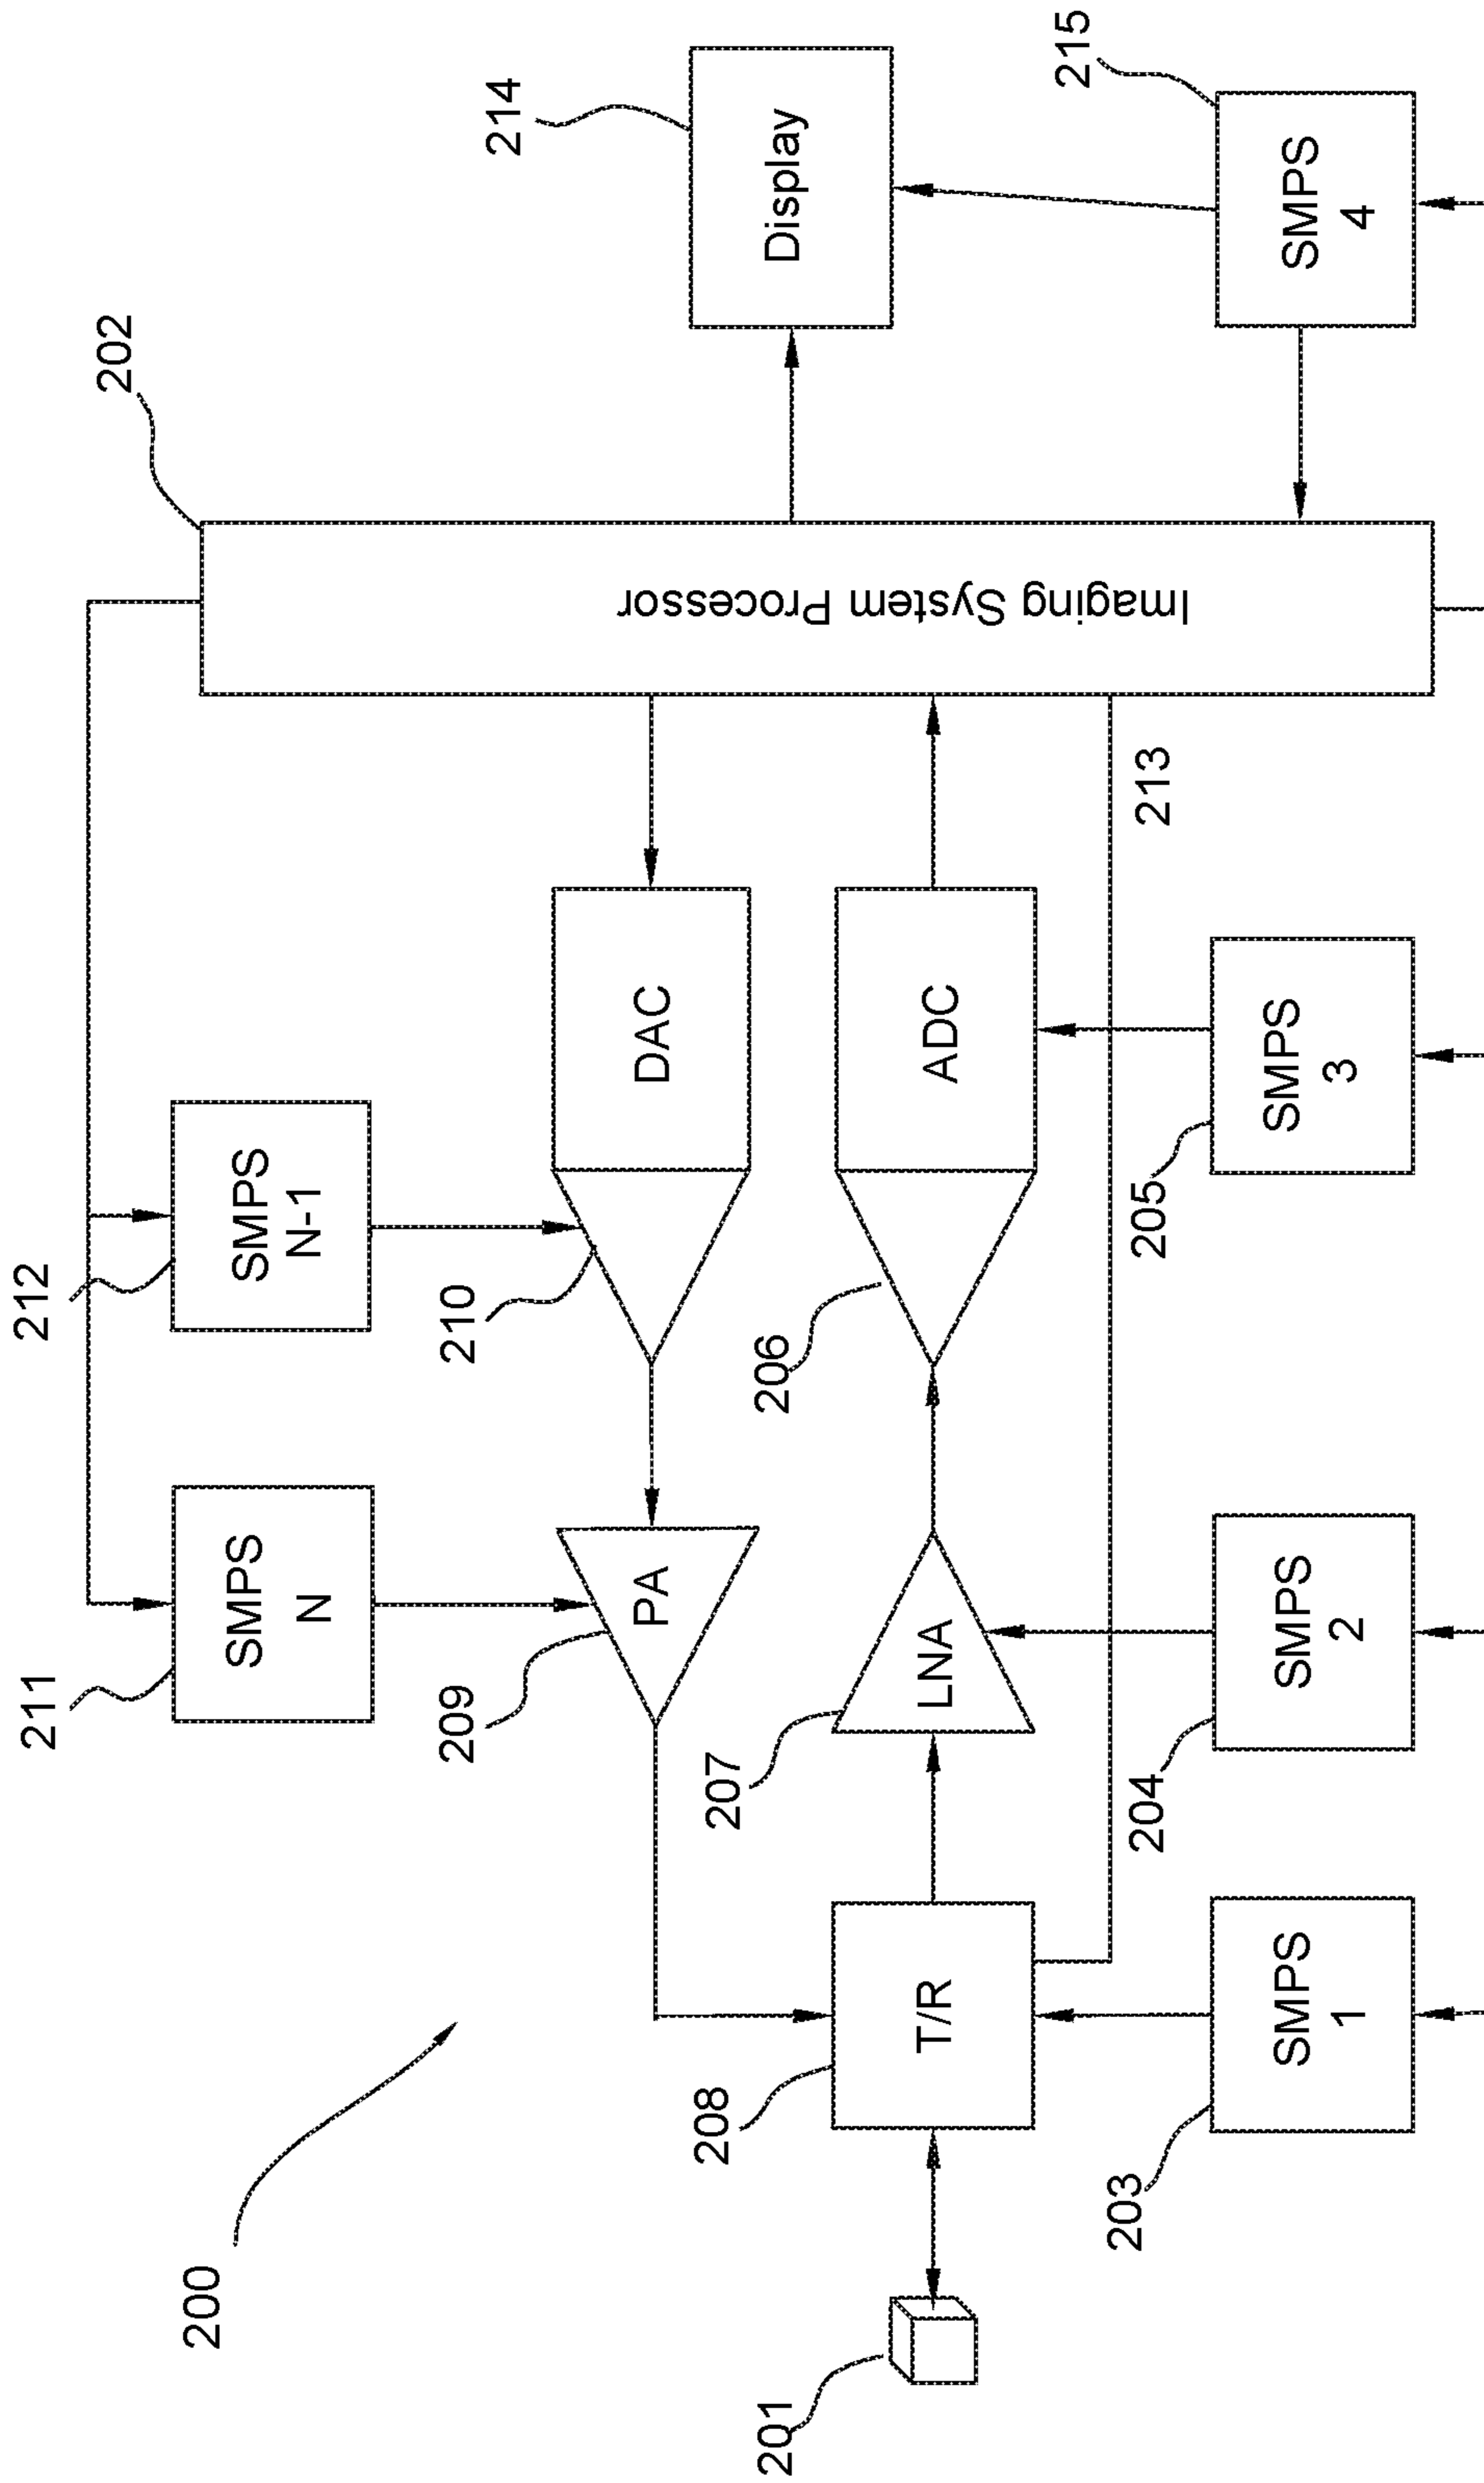 212
211
202
200
SMPS
N
SMPS
N-1
209
210
214
PA
DAC
Display
Imaging System Processor
208
207
206
201
T/R
LNA
ADC
215
203
204
205
213
SMPS
1
SMPS
2
SMPS
3
SMPS
4